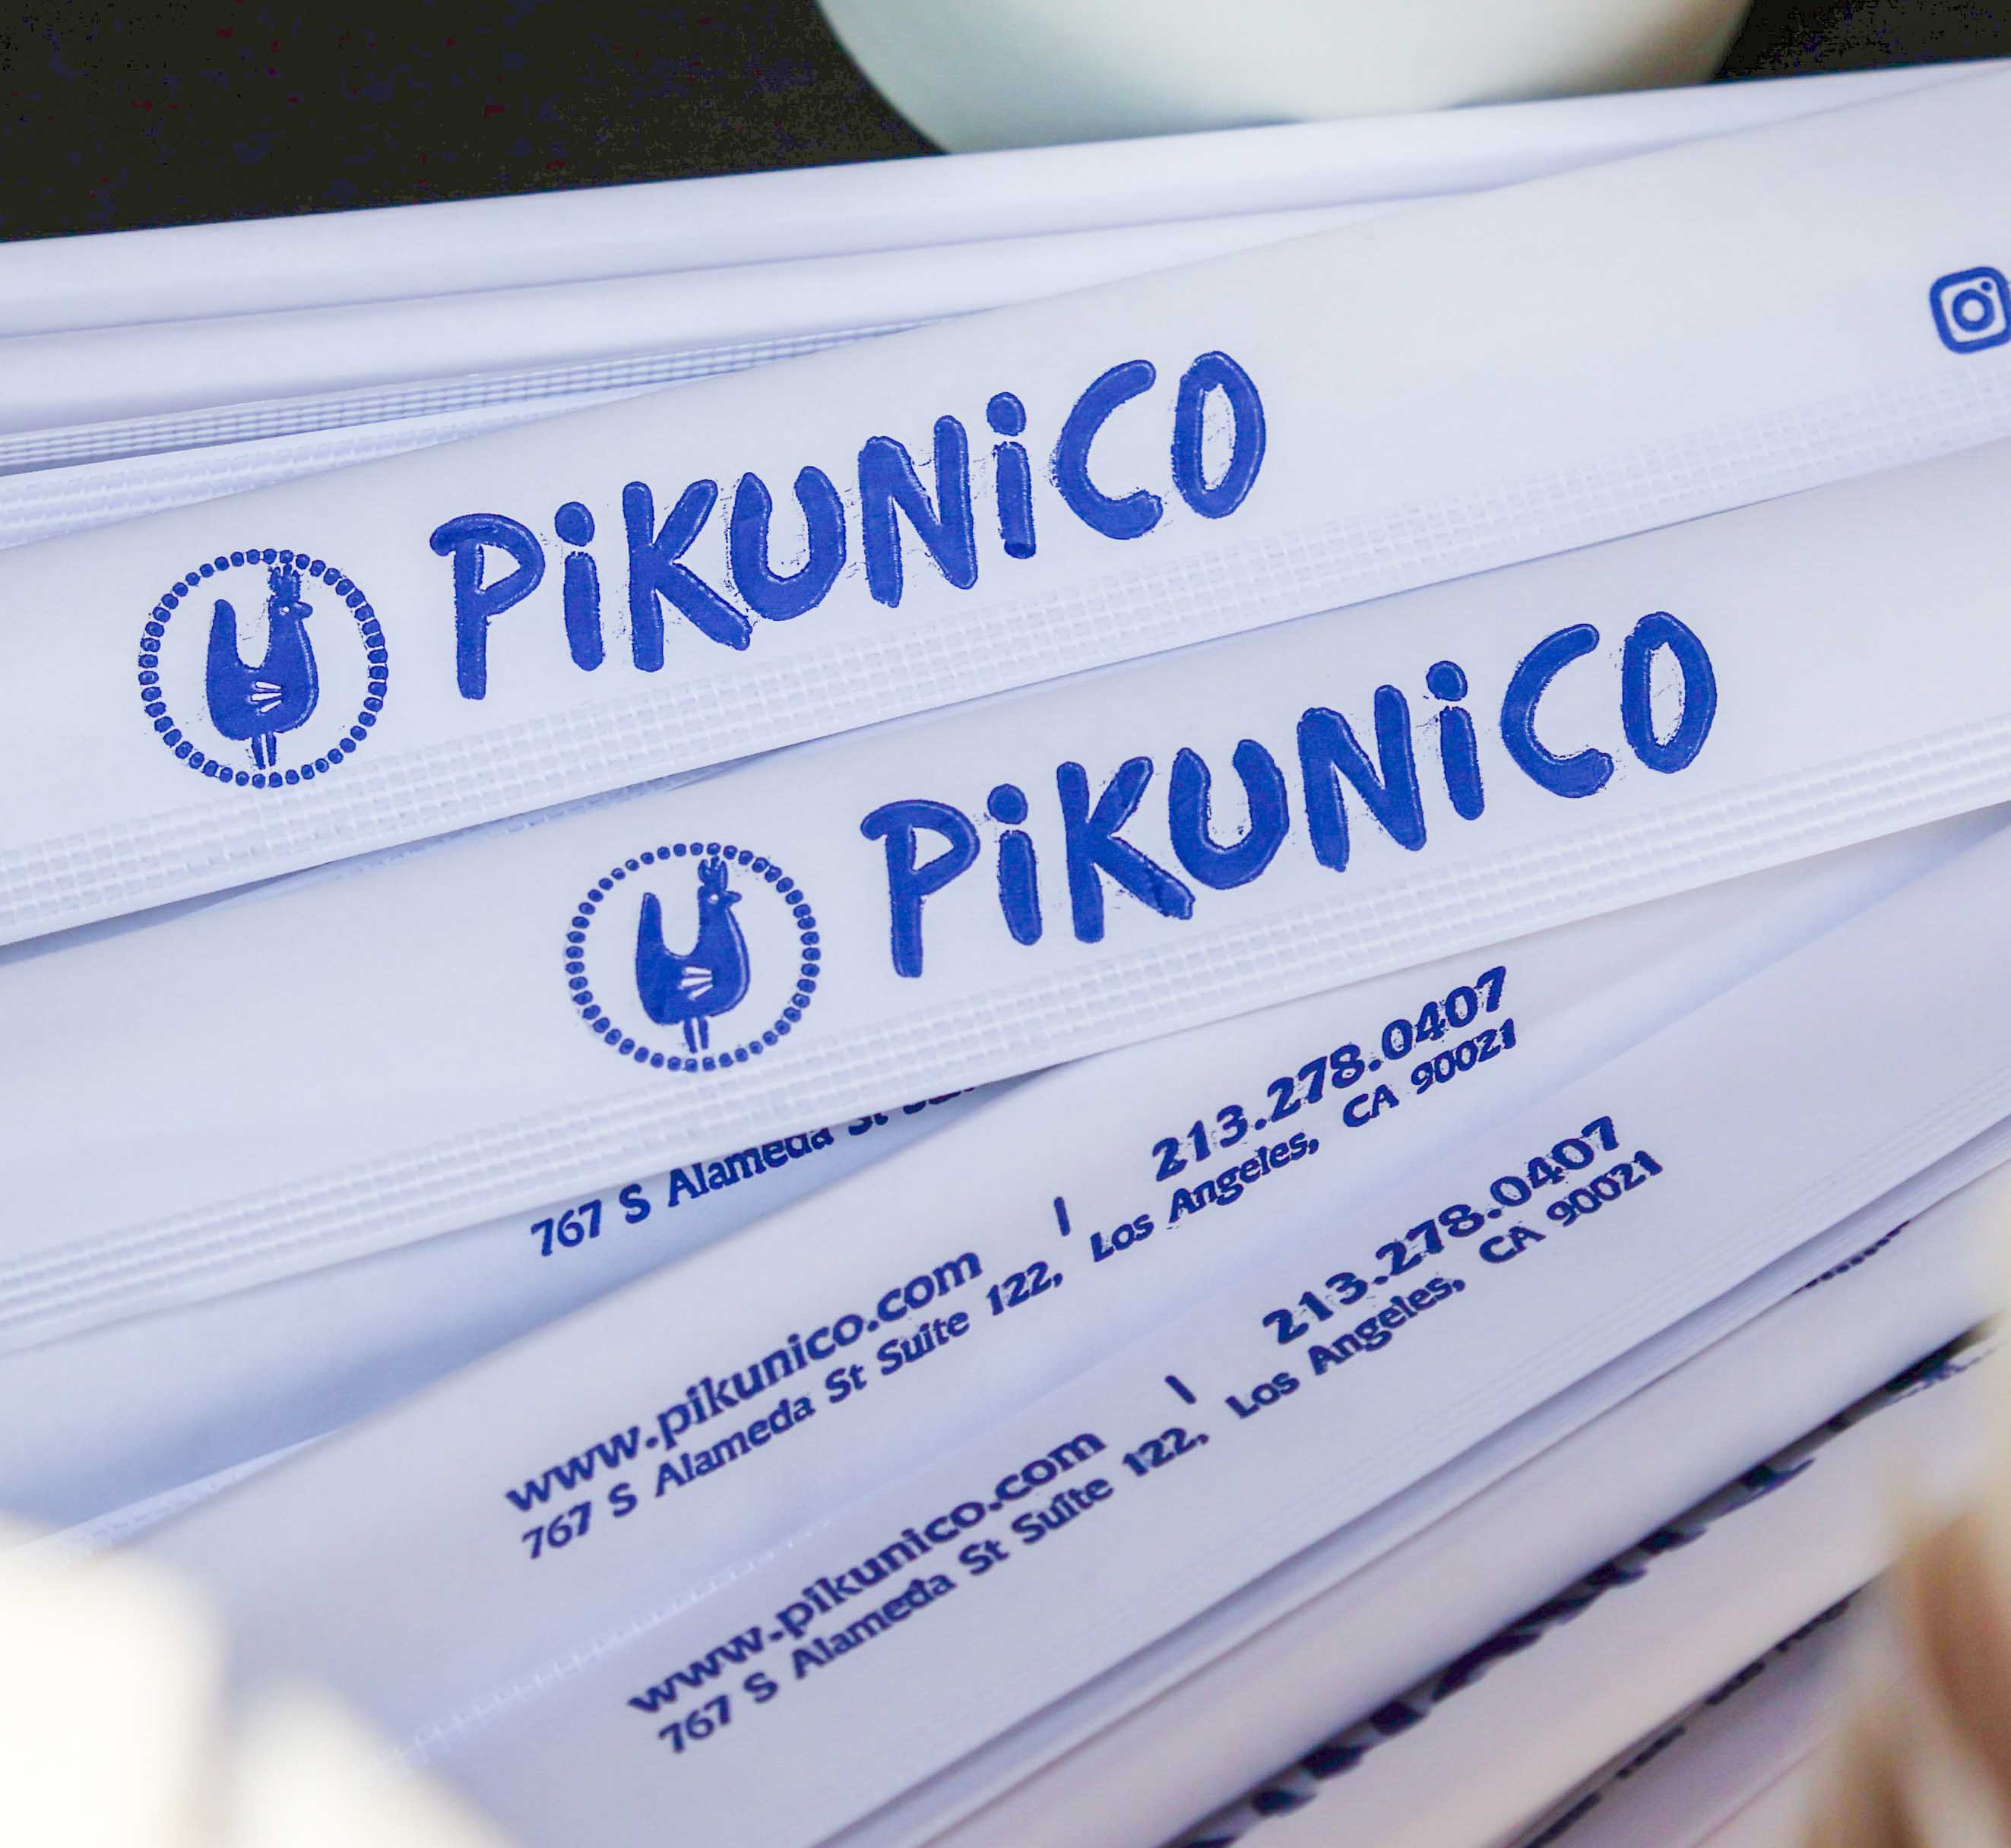 PiKUNiCO
PiKUNiCO
767 S Alameda St
www.pikunico.com | 213.278.0407
767 S Alameda St Suite 122, Los Angeles, CA 90021
www.pikunico.com | 213.278.0407
767 S Alameda St Suite 122, Los Angeles, CA 90021